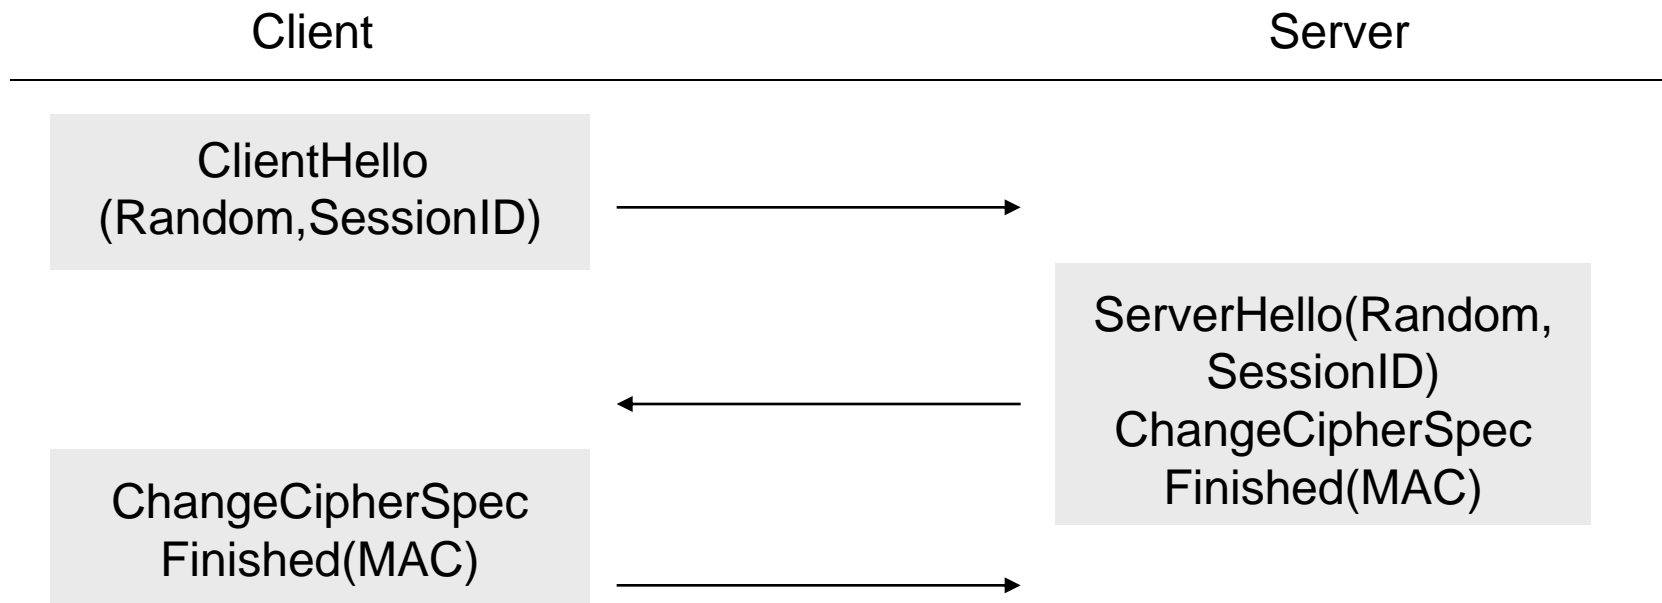 Client
Server
ClientHello
(Random,SessionID)
ServerHello(Random,
SessionID)
ChangeCipherSpec
Finished(MAC)
ChangeCipherSpec
Finished(MAC)